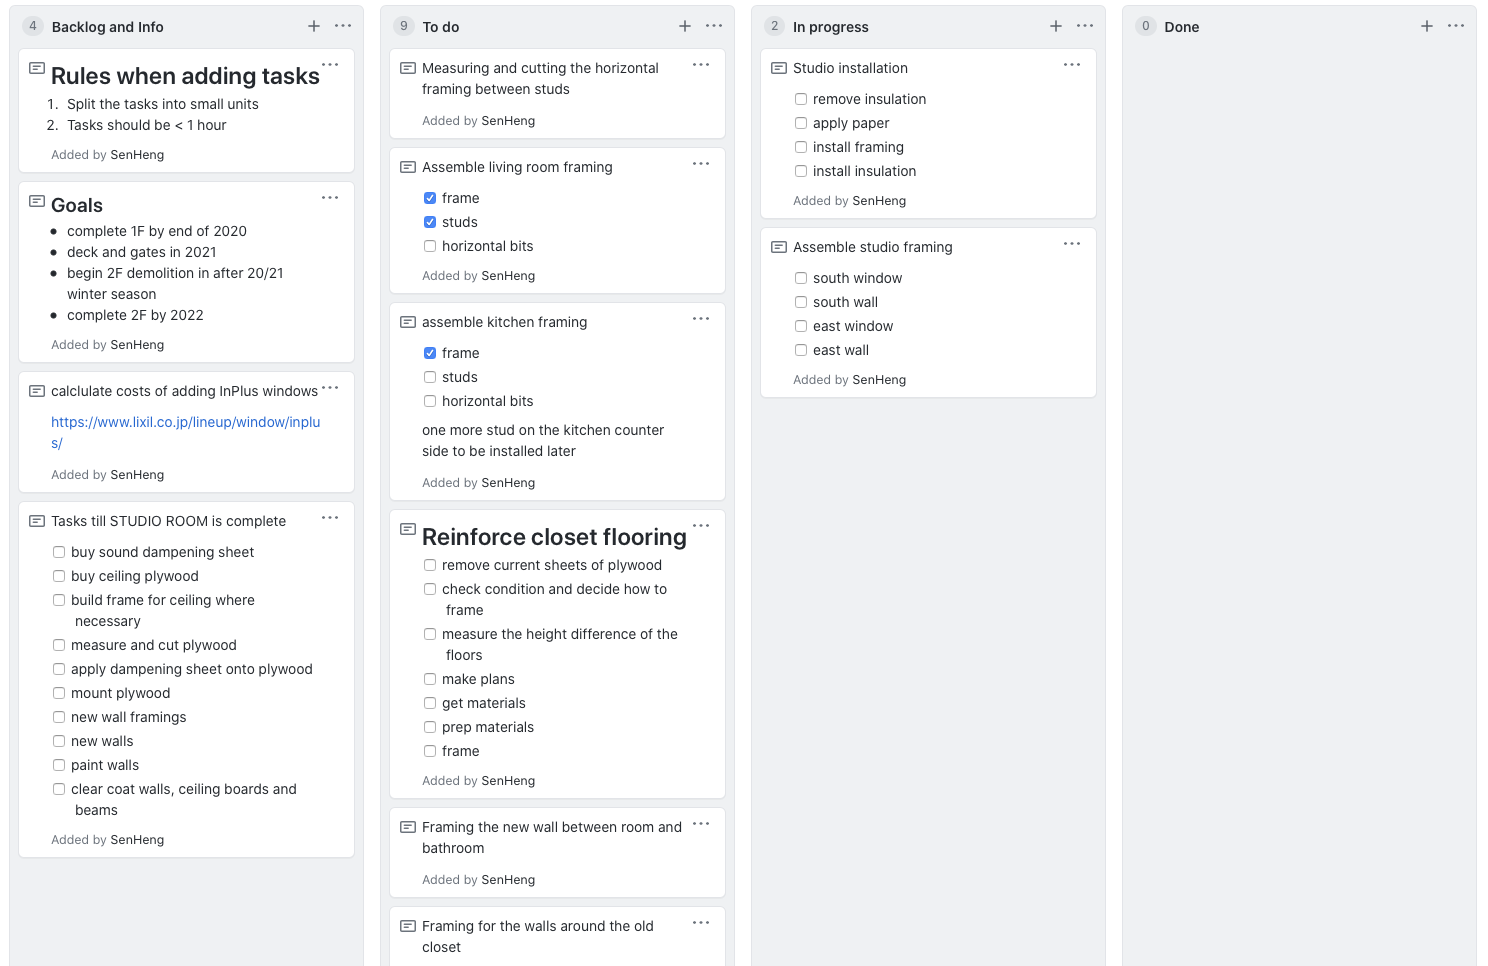 4 Backlog and Info
Rules when adding tasks
1. Split the tasks into small units
2. Tasks should be < 1 hour
Added by SenHeng
Goals
• complete 1F by end of 2020
• deck and gates in 2021
• begin 2F demolition in after 20/21
winter season
• complete 2F by 2022
Added by SenHeng
calclulate costs of adding InPlus windows
https://www.lixil.co.jp/lineup/window/inplu
s/
Added by SenHeng
Tasks till STUDIO ROOM is complete
buy sound dampening sheet
buy ceiling plywood
build frame for ceiling where
necessary
measure and cut plywood
apply dampening sheet onto plywood
mount plywood
new wall framings
new walls
paint walls
clear coat walls, ceiling boards and
beams
Added by SenHeng
9 To do
Measuring and cutting the horizontal
framing between studs
Added by SenHeng
Assemble living room framing
frame
studs
horizontal bits
Added by SenHeng
assemble kitchen framing
frame
studs
horizontal bits
one more stud on the kitchen counter
side to be installed later
Added by SenHeng
Reinforce closet flooring
remove current sheets of plywood
check condition and decide how to
frame
measure the height difference of the
floors
make plans
get materials
prep materials
frame
Added by SenHeng
Framing the new wall between room and
bathroom
Added by SenHeng
Framing for the walls around the old
closet
2 In progress
Studio installation
remove insulation
apply paper
install framing
install insulation
Added by SenHeng
Assemble studio framing
south window
south wall
east window
east wall
Added by SenHeng
0 Done